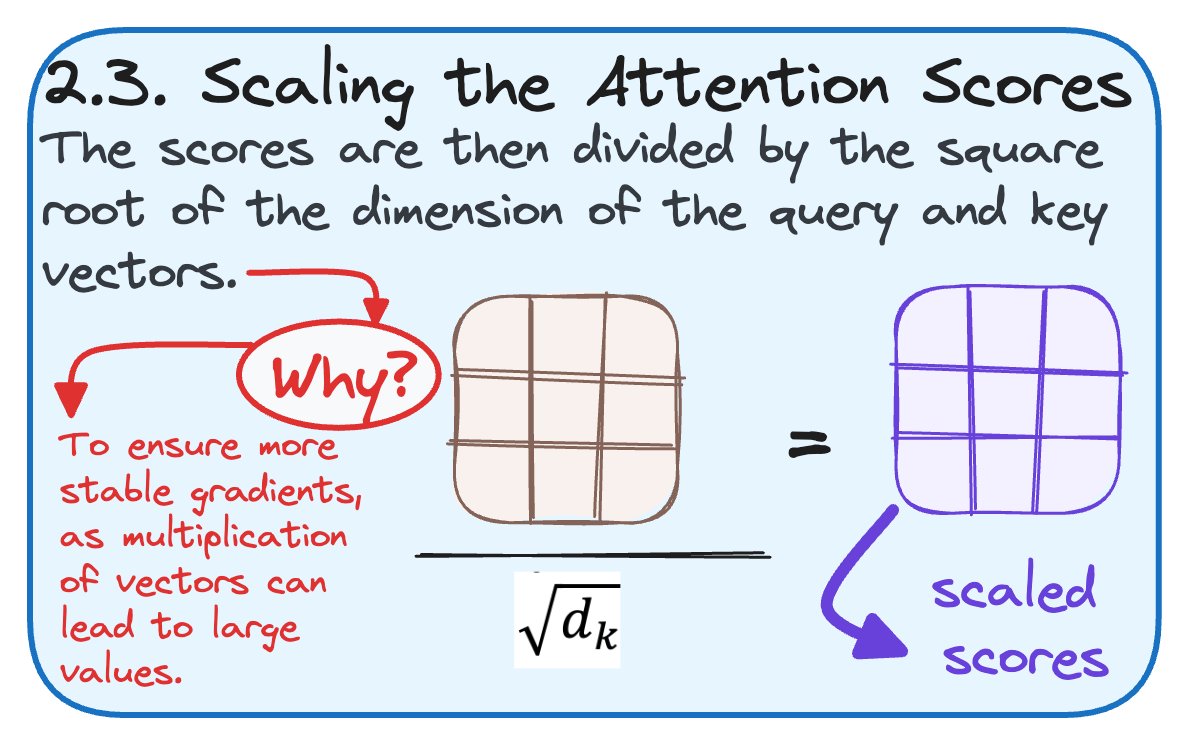 2.3. Scaling the Attention Scores
The scores are then divided by the square
root of the dimension of the query and key
vectors.
Why?
To ensure more
stable gradients,
as multiplication
of vectors can
lead to large
values.
=
√dₖ
scaled
scores